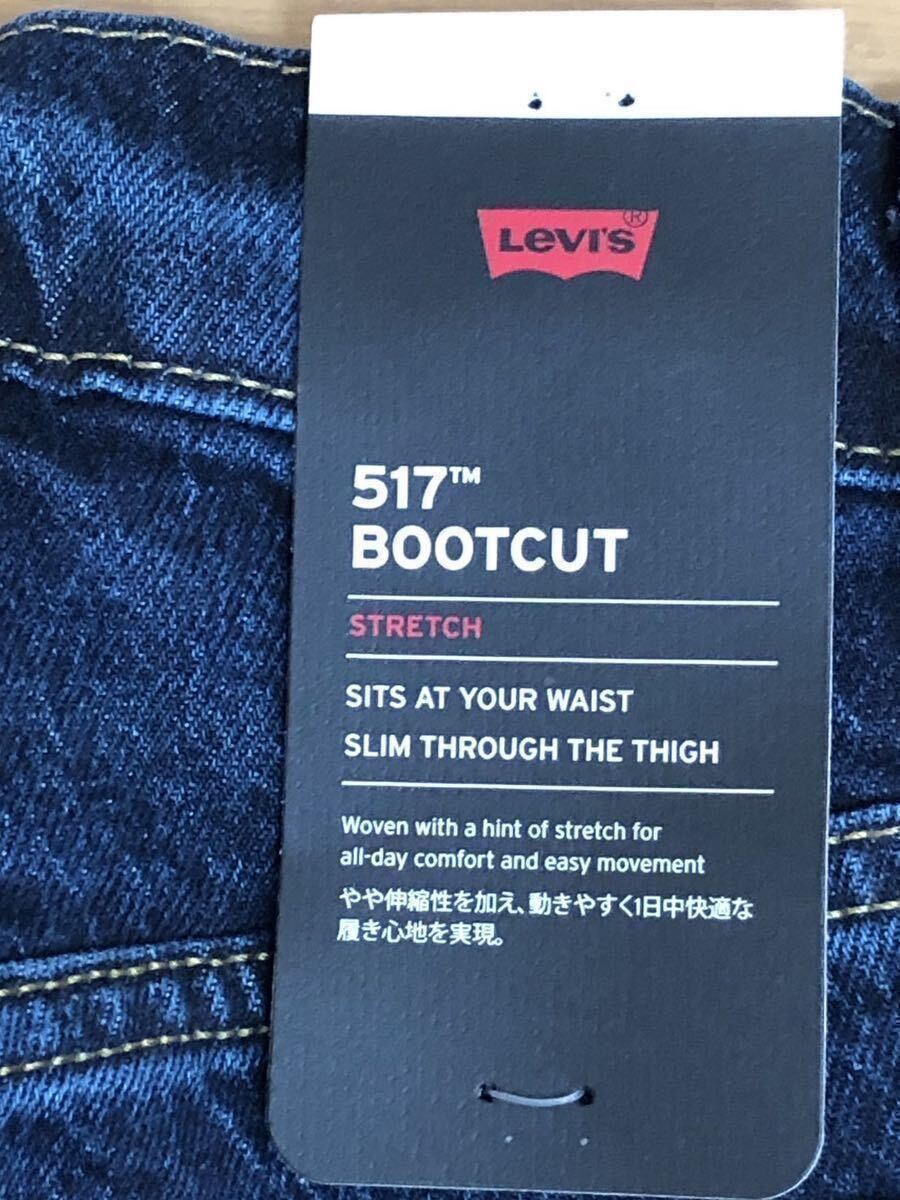 Levi's®
517™
BOOTCUT
STRETCH
SITS AT YOUR WAIST
SLIM THROUGH THE THIGH
Woven with a hint of stretch for
all-day comfort and easy movement
やや伸縮性を加え、動きやすく1日中快適な
履き心地を実現。